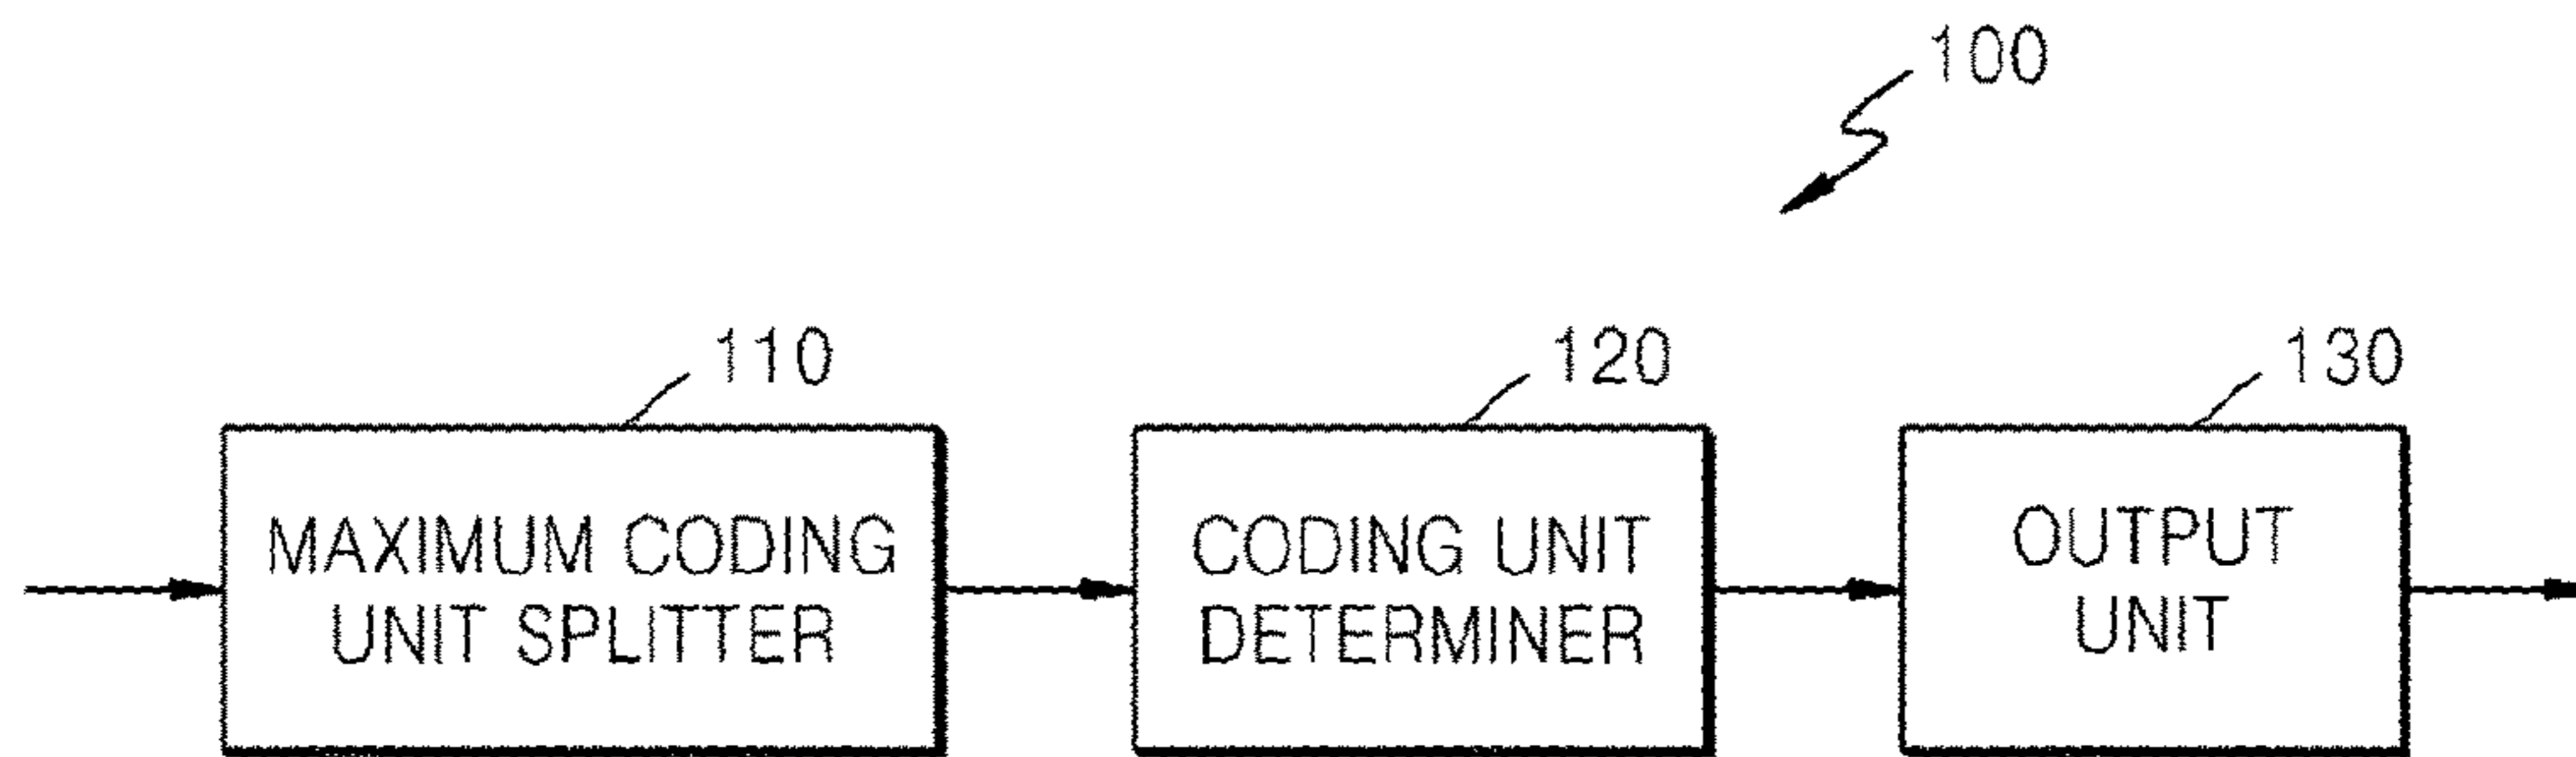 100
110
120
130
MAXIMUM CODING
UNIT SPLITTER
CODING UNIT
DETERMINER
OUTPUT
UNIT